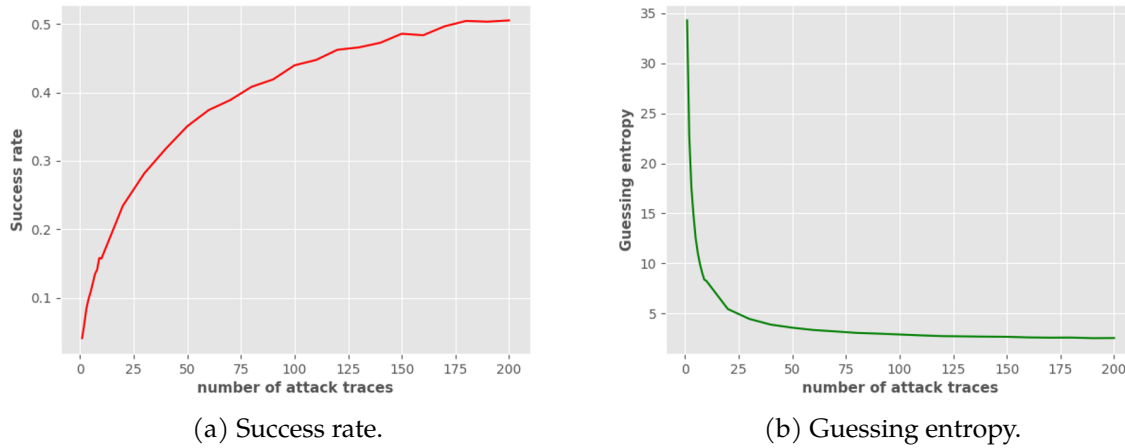 0.5
0.4
0.3
0.2
0.1
Success rate
0 25 50 75 100 125 150 175 200
number of attack traces
(a) Success rate.
35
30
25
20
15
10
5
Guessing entropy
0 25 50 75 100 125 150 175 200
number of attack traces
(b) Guessing entropy.